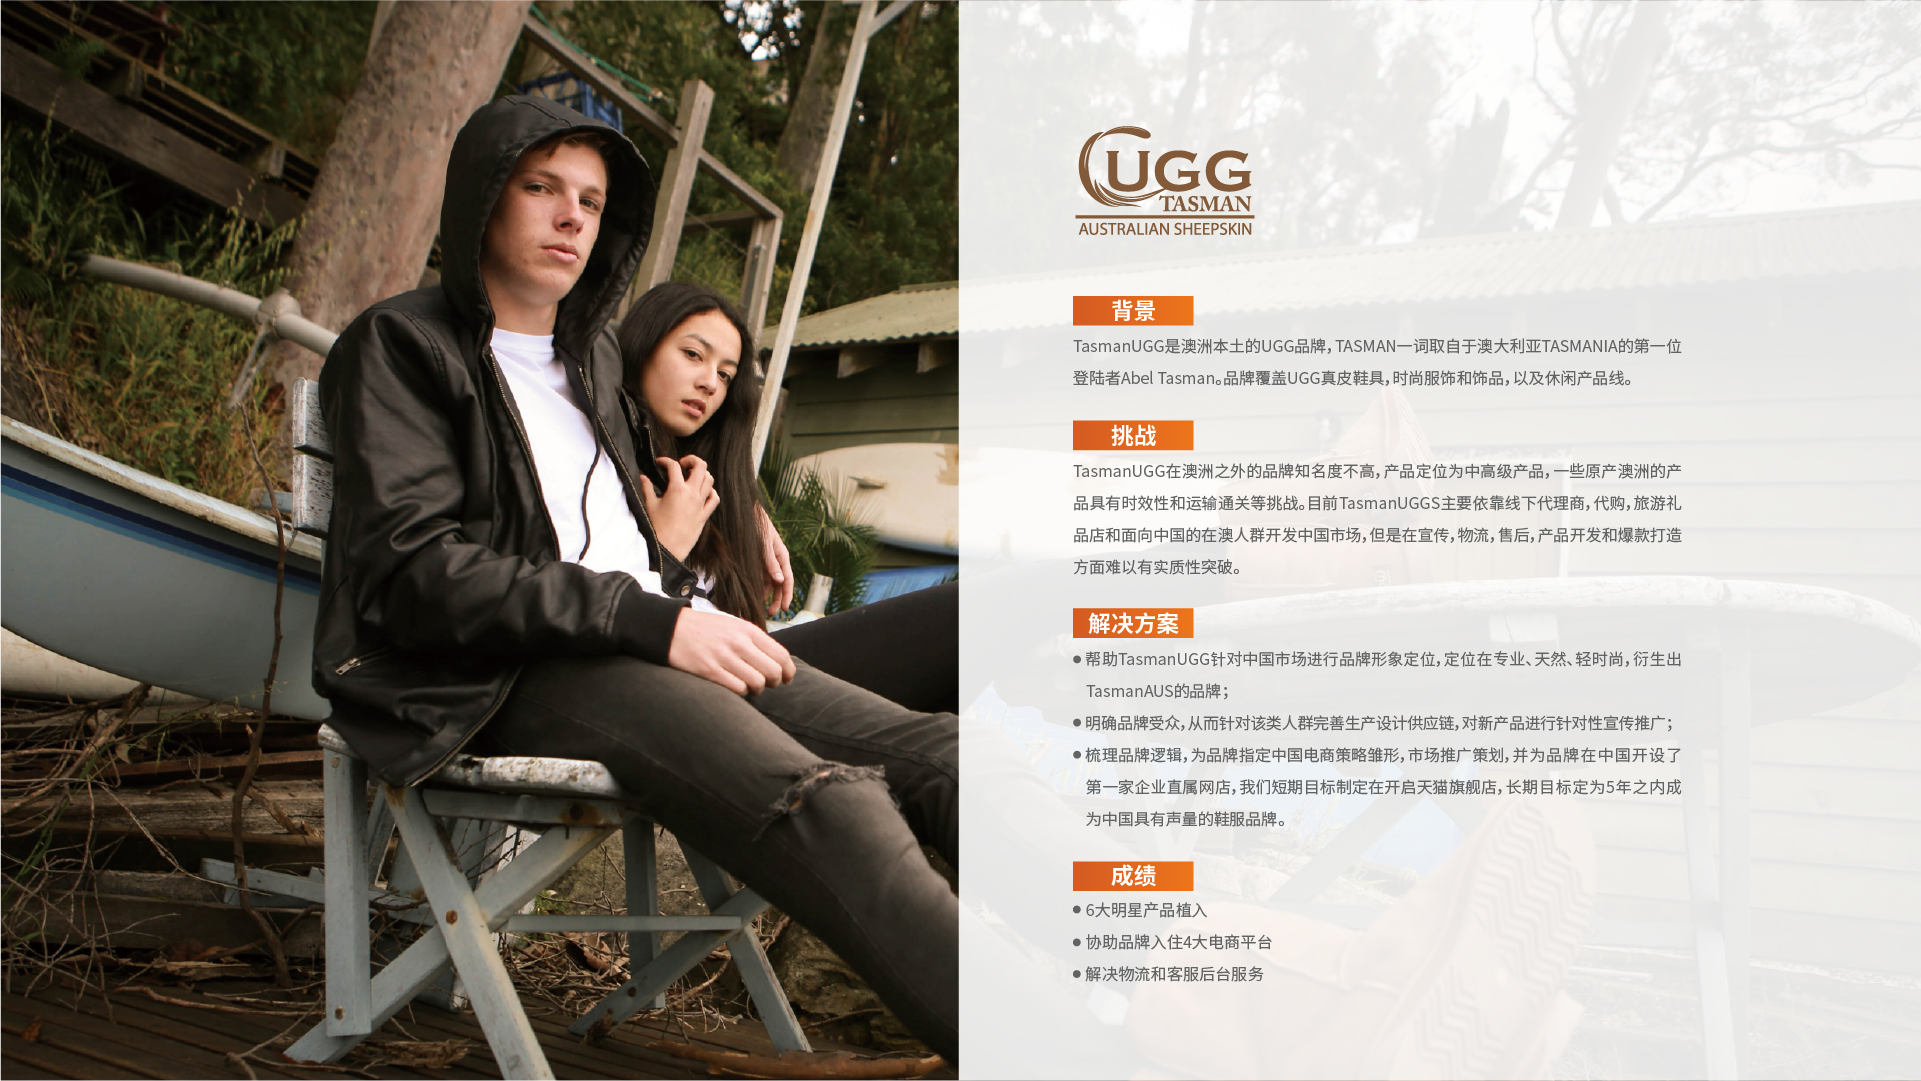 UGG
TASMAN
AUSTRALIAN SHEEPSKIN
背景
TasmanUGG是澳洲本土的UGG品牌，TASMAN一词取自于澳大利亚TASMANIA的第一位
登陆者Abel Tasman。品牌覆盖UGG真皮鞋具，时尚服饰和饰品，以及休闲产品线。
挑战
TasmanUGG在澳洲之外的品牌知名度不高，产品定位为中高级产品，一些原产澳洲的产
品具有时效性和运输通关等挑战。目前TasmanUGGS主要依靠线下代理商，代购，旅游礼
品店和面向中国的在澳人群开发中国市场，但是在宣传，物流，售后，产品开发和爆款打造
方面难以有实质性突破。
解决方案
● 帮助TasmanUGG针对中国市场进行品牌形象定位，定位在专业、天然、轻时尚，衍生出
TasmanAUS的品牌；
● 明确品牌受众，从而针对该类人群完善生产设计供应链，对新产品进行针对性宣传推广；
● 梳理品牌逻辑，为品牌指定中国电商策略雏形，市场推广策划，并为品牌在中国开设了
第一家企业直属网店，我们短期目标制定在开启天猫旗舰店，长期目标定为5年之内成
为中国具有声量的鞋服品牌。
成绩
● 6大明星产品植入
● 协助品牌入住4大电商平台
● 解决物流和客服后台服务